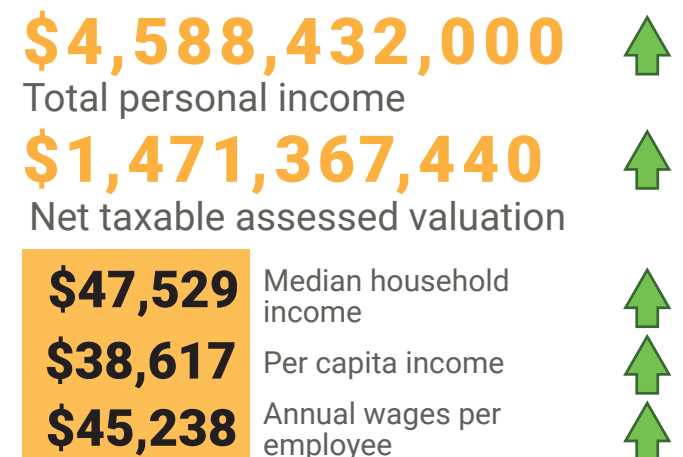 $4,588,432,000
Total personal income
$1,471,367,440
Net taxable assessed valuation
$47,529 Median household
income
$38,617 Per capita income
$45,238 Annual wages per
employee